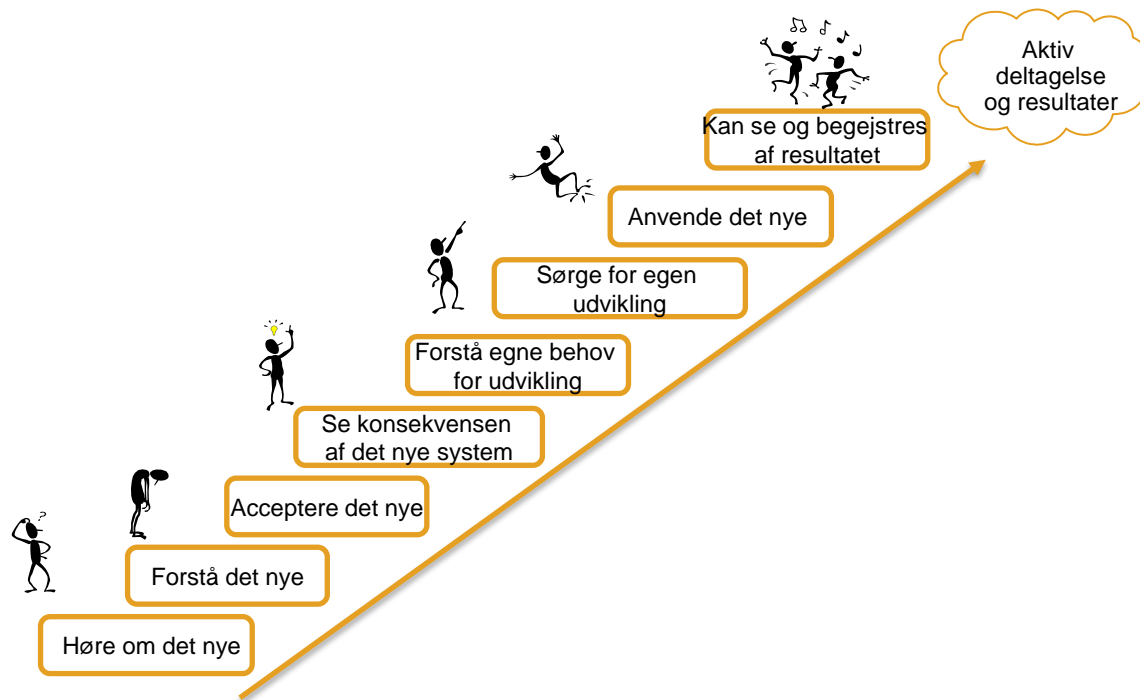 Aktiv
deltagelse
og resultater
Kan se og begejstres
af resultatet
Anvende det nye
Sørge for egen
udvikling
Forstå egne behov
for udvikling
Se konsekvensen
af det nye system
Acceptere det nye
?
Forstå det nye
Høre om det nye